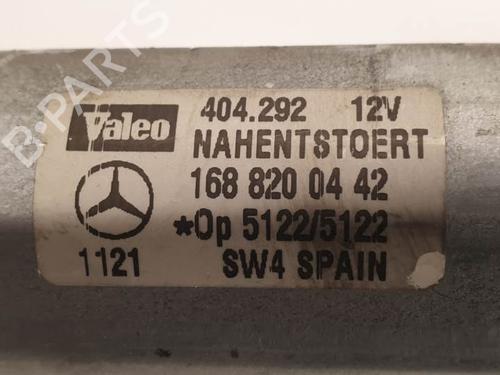 B-PARTS
Valeo 404.292 12V
NAHENTSTOERT
168 820 04 42
*Op 5122/5122
1121 SW4 SPAIN